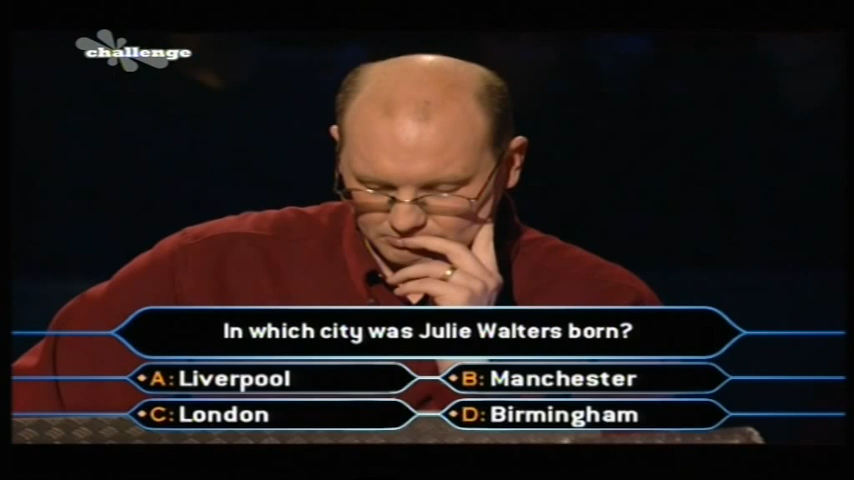 challenge
In which city was Julie Walters born?
A: Liverpool
B: Manchester
C: London
D: Birmingham